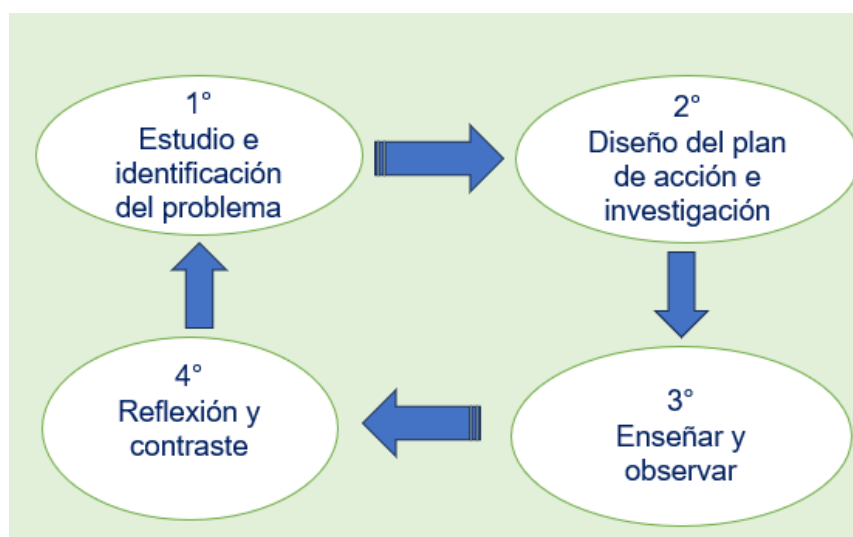 1°
Estudio e
identificación
del problema
2°
Diseño del plan
de acción e
investigación
3°
Enseñar y
observar
4°
Reflexión y
contraste